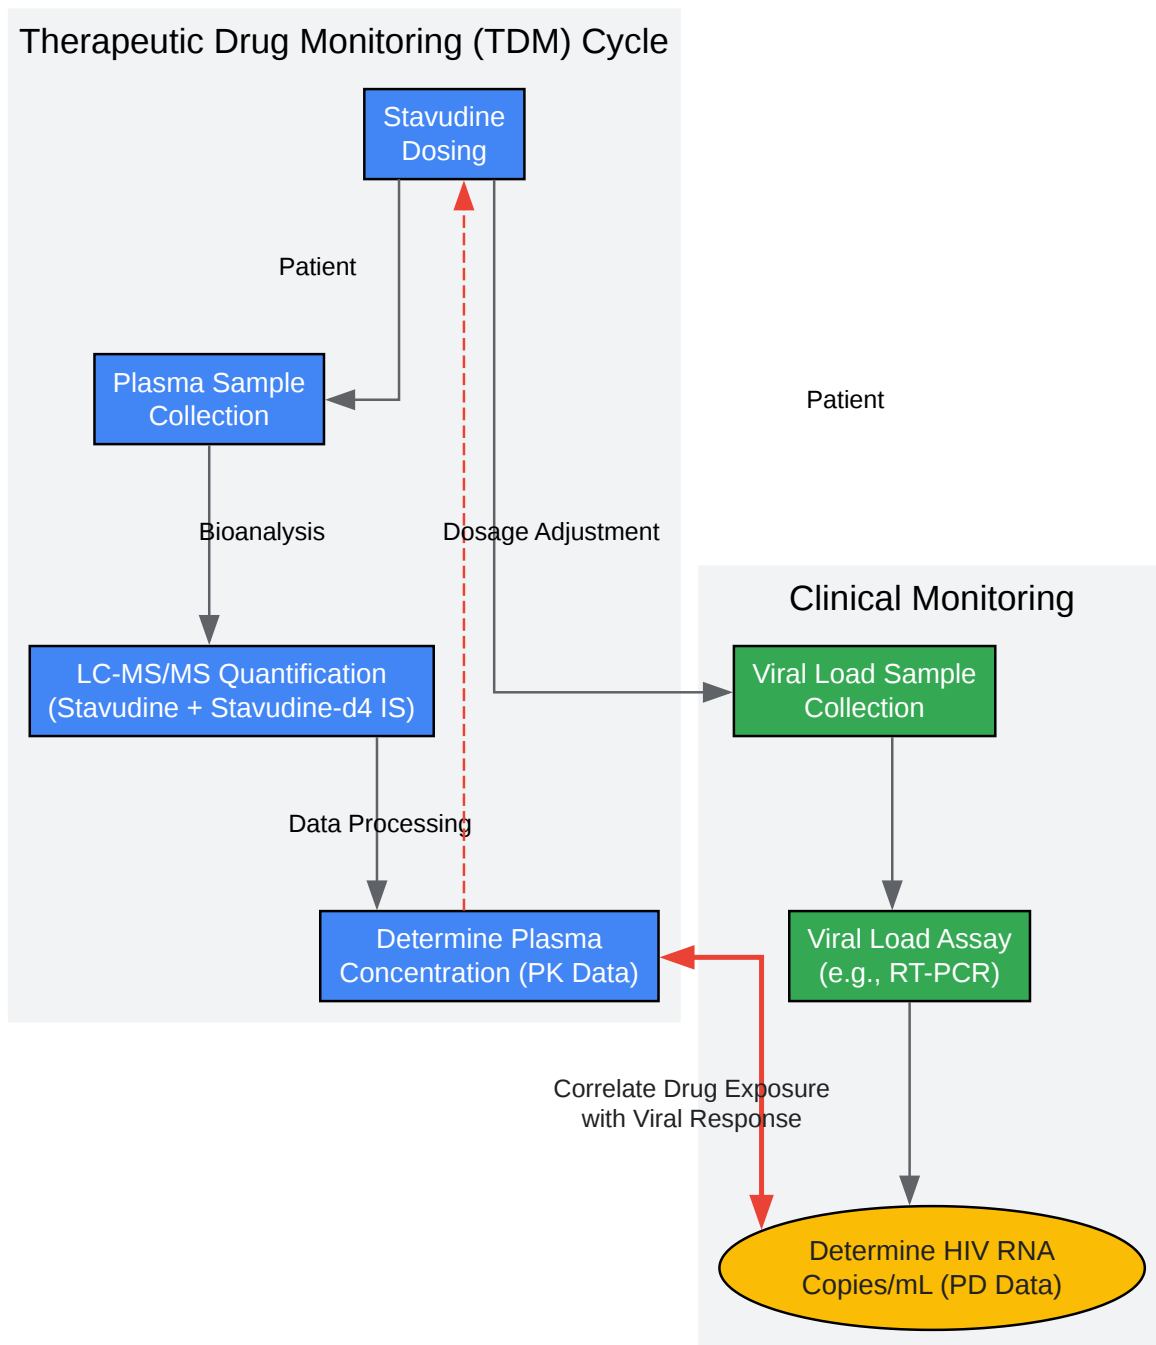 Therapeutic Drug Monitoring (TDM) Cycle
Stavudine
Dosing
Patient
Plasma Sample
Collection
Patient
Bioanalysis
Dosage Adjustment
Clinical Monitoring
LC-MS/MS Quantification
(Stavudine + Stavudine-d4 IS)
Viral Load Sample
Collection
Data Processing
Determine Plasma
Concentration (PK Data)
Viral Load Assay
(e.g., RT-PCR)
Correlate Drug Exposure
with Viral Response
Determine HIV RNA
Copies/mL (PD Data)